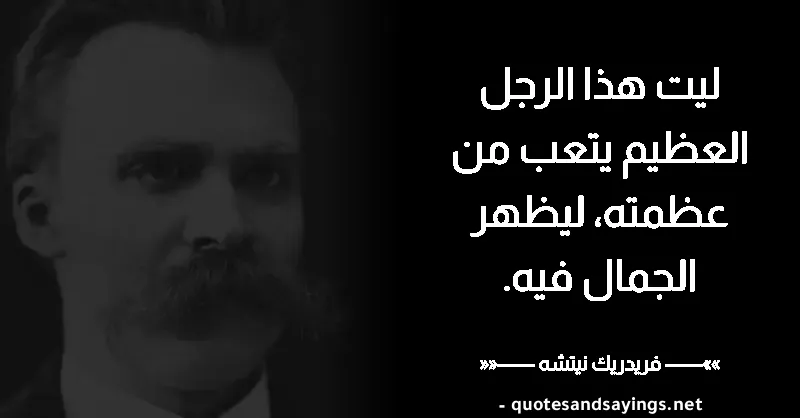 ليت هذا الرجل
العظيم يتعب من
عظمته، ليظهر
الجمال فيه.
»»——— فريدريك نيتشه ———««
- quotesandsayings.net